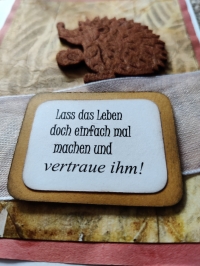 Lass das Leben
doch einfach mal
machen und
vertraue ihm!